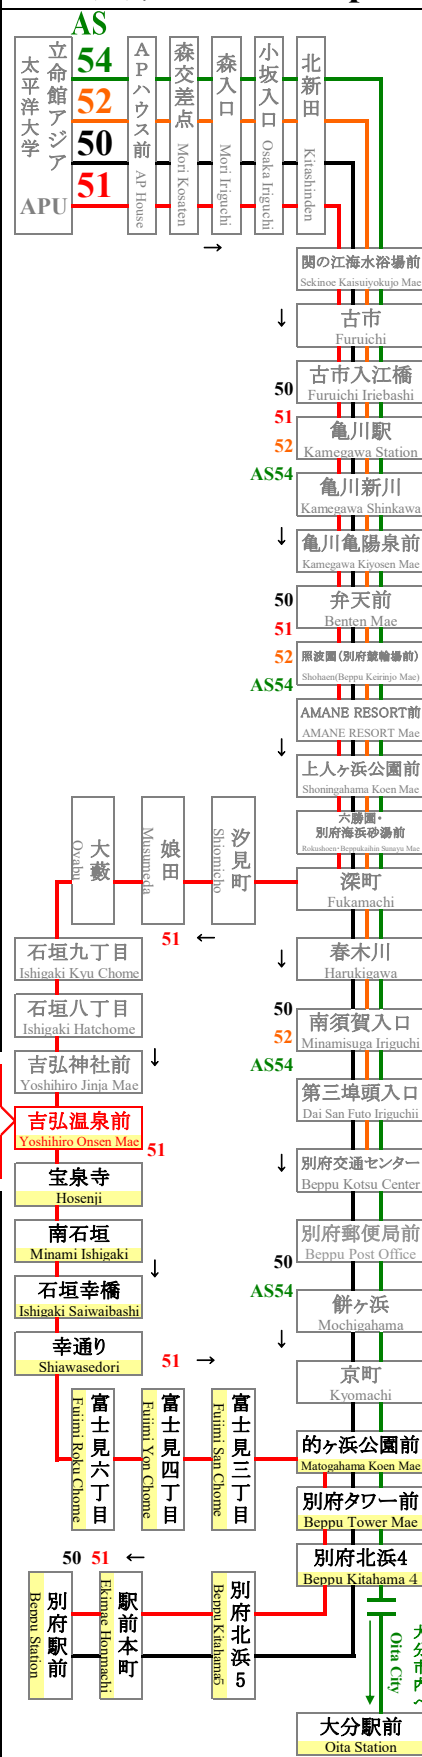 AS
54
52
50
51
立命館アジア
太平洋大学
APU
APハウス前
AP House
森交差点
Mori Kosaten
森入口
Mori Iriguchi
小坂入口
Osaka Iriguchi
北新田
Kitashinden
→
関の江海水浴場前
Sekinoe Kaisuiyokujo Mae
↓
古市
Furuichi
古市入江橋
Furuichi Iriebashi
50
51
52
AS54
亀川駅
Kamegawa Station
亀川新川
Kamegawa Shinkawa
↓
亀川亀陽泉前
Kamegawa Kiyosen Mae
50
51
52
AS54
弁天前
Benten Mae
照波園(別府競輪場前)
Shohaen(Beppu Keirinjo Mae)
AMANE RESORT前
AMANE RESORT Mae
↓
上人ヶ浜公園前
Shoningahama Koen Mae
六勝園・
別府海浜砂湯前
Rokushoen・Beppukaihin Sunayu Mae
深町
Fukamachi
汐見町
Shiomicho
娘田
Musumeda
大藪
Oyabu
51 ←
石垣九丁目
Ishigaki Kyu Chome
石垣八丁目
Ishigaki Hatchome
吉弘神社前
Yoshihiro Jinja Mae
↓
吉弘温泉前
Yoshihiro Onsen Mae
51
宝泉寺
Hosenji
南石垣
Minami Ishigaki
↓
石垣幸橋
Ishigaki Saiwaibashi
幸通り
Shiawasedori
51 →
富士見六丁目
Fujimi Roku Chome
富士見四丁目
Fujimi Yon Chome
富士見三丁目
Fujimi San Chome
↓
春木川
Harukigawa
50
52
AS54
南須賀入口
Minamisuga Iriguchi
第三埠頭入口
Dai San Futo Iriguchii
↓
別府交通センター
Beppu Kotsu Center
別府郵便局前
Beppu Post Office
50
AS54
餅ヶ浜
Mochigahama
↓
京町
Kyomachi
的ヶ浜公園前
Matogahama Koen Mae
別府タワー前
Beppu Tower Mae
別府北浜4
Beppu Kitahama 4
50 51 ←
別府北浜5
Beppu Kitahama5
駅前本町
Ekimae Honmachi
別府駅前
Beppu Station
大分市内～
Oita City
大分駅前
Oita Station